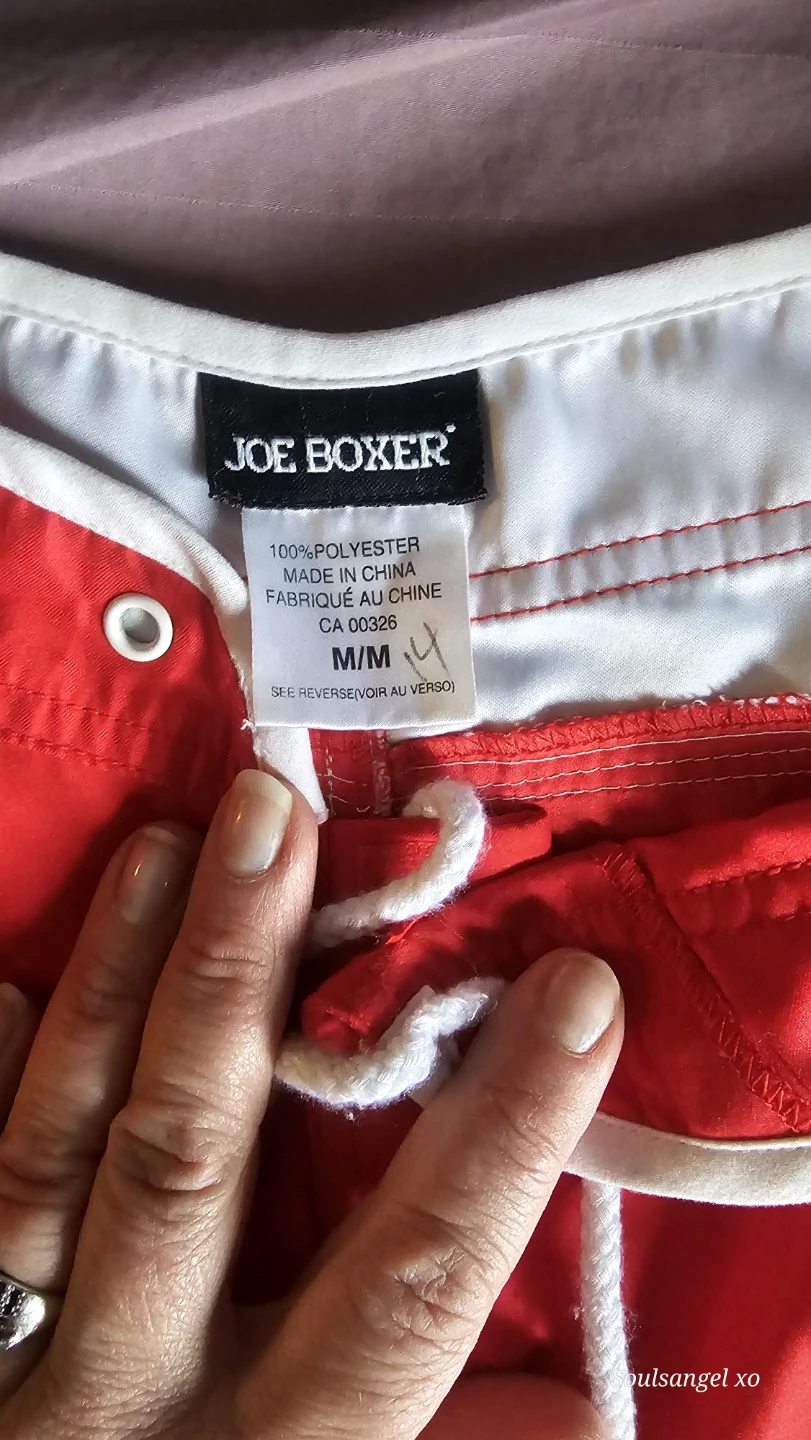 JOE BOXER
100%POLYESTER
MADE IN CHINA
FABRIQUÉ AU CHINE
CA 00326
M/M 14
SEE REVERSE(VOIR AU VERSO)
Soulsangel xo